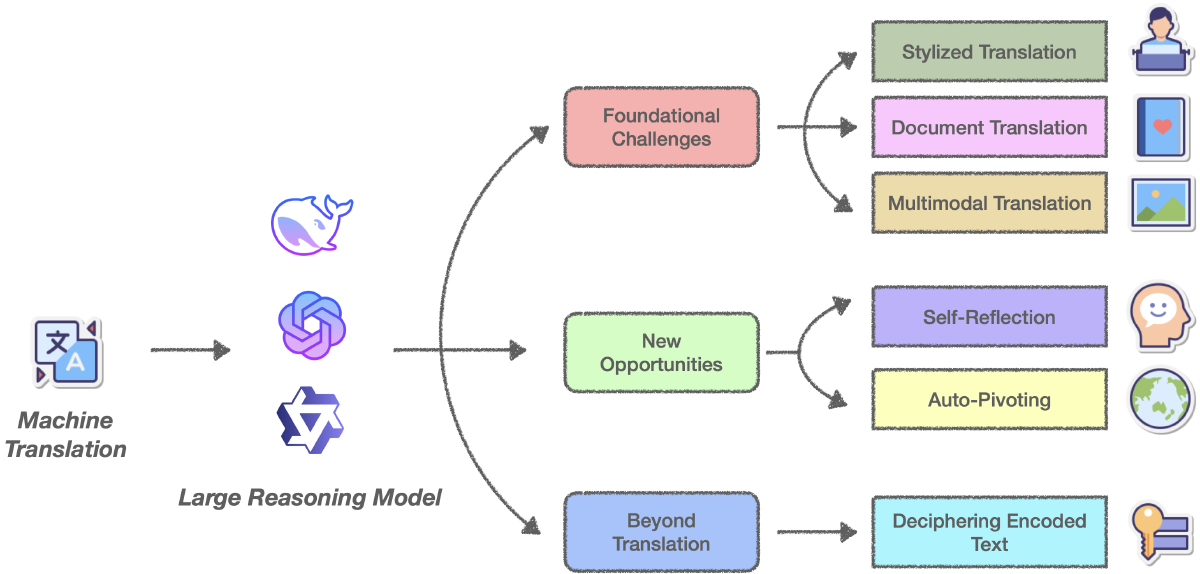 文
A
Machine
Translation
Large Reasoning Model
Foundational
Challenges
New
Opportunities
Beyond
Translation
Stylized Translation
Document Translation
Multimodal Translation
Self-Reflection
Auto-Pivoting
Deciphering Encoded
Text